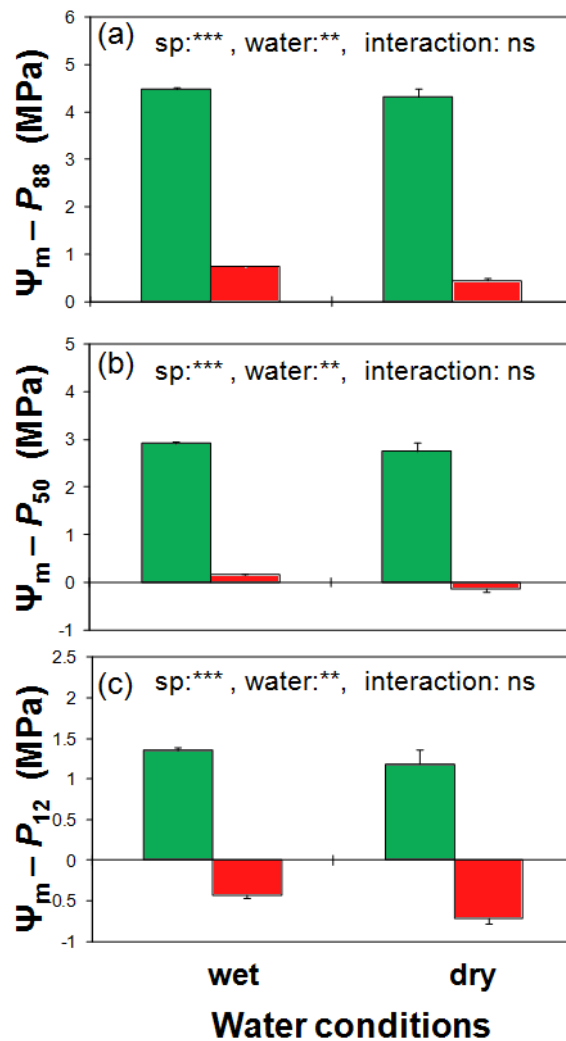 (a) sp:*** , water:**, interaction: ns
Ψm – P88 (MPa)
6
5
4
3
2
1
0
(b) sp:*** , water:**, interaction: ns
Ψm – P50 (MPa)
5
4
3
2
1
0
-1
(c) sp:*** , water:**, interaction: ns
Ψm – P12 (MPa)
2.5
2
1.5
1
0.5
0
-0.5
-1
wet dry
Water conditions